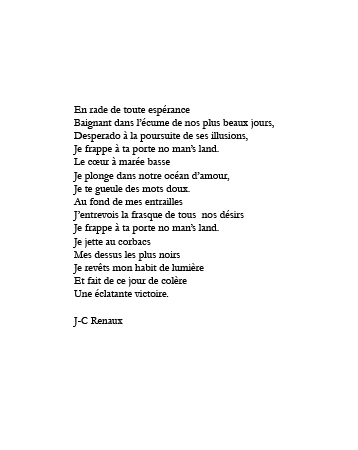 En rade de toute espérance
Baignant dans l'écume de nos plus beaux jours,
Desperado à la poursuite de ses illusions,
Je frappe à ta porte no man's land.
Le cœur à marée basse
Je plonge dans notre océan d'amour,
Je te gueule des mots doux.
Au fond de mes entrailles
J'entrevois la frasque de tous  nos désirs
Je frappe à ta porte no man's land.
Je jette au corbacs
Mes dessus les plus noirs
Je revêts mon habit de lumière
Et fait de ce jour de colère
Une éclatante victoire.

J-C Renaux